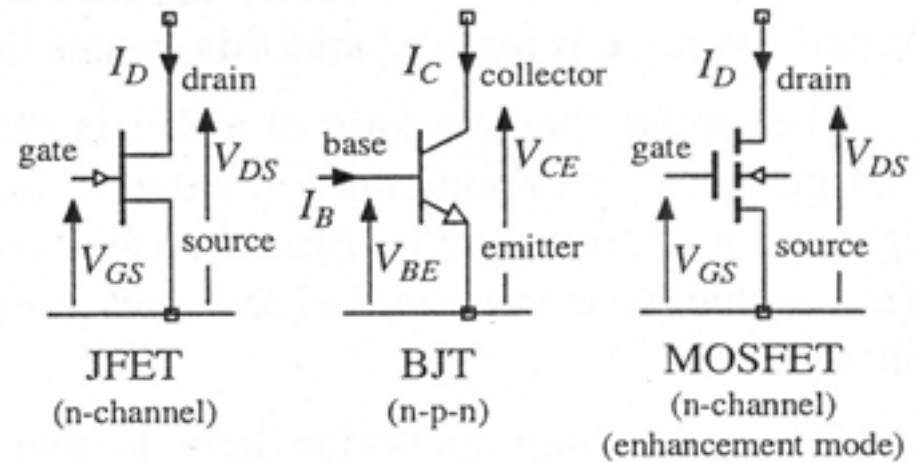 I_D
drain
gate
V_DS
V_GS
source
JFET
(n-channel)
I_C
collector
base
I_B
V_CE
V_BE
emitter
BJT
(n-p-n)
I_D
drain
gate
V_DS
V_GS
source
MOSFET
(n-channel)
(enhancement mode)